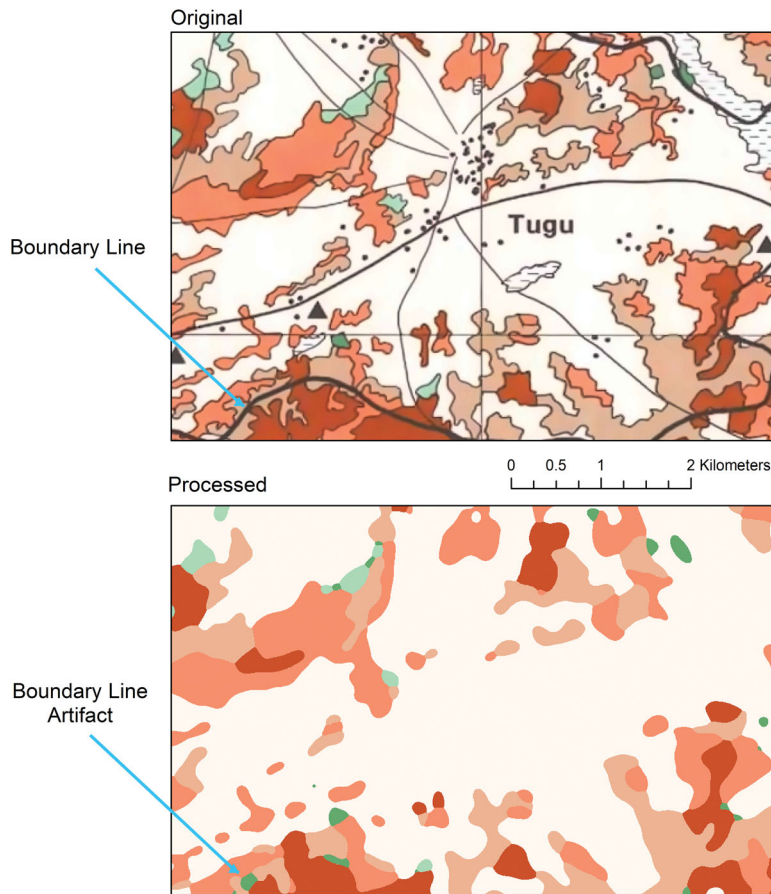 Original
Tugu
Boundary Line
0 0.5 1 2 Kilometers
Processed
Boundary Line
Artifact